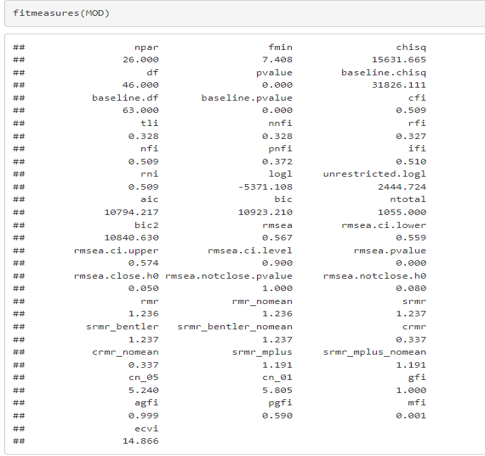 fitmeasures(MOD)
## npar fmin chisq
## 26.000 7.408 15631.665
## df pvalue baseline.chisq
## 46.000 0.000 31826.111
## baseline.df baseline.pvalue cfi
## 63.000 0.000 0.509
## tli nnfi rfi
## 0.328 0.328 0.327
## nfi pnfi ifi
## 0.509 0.372 0.510
## rni logl unrestricted.logl
## 0.509 -5371.108 2444.724
## aic bic ntotal
## 10794.217 10923.210 1055.000
## bic2 rmsea rmsea.ci.lower
## 10840.630 0.567 0.559
## rmsea.ci.upper rmsea.ci.level rmsea.pvalue
## 0.574 0.900 0.000
## rmsea.close.h0 rmsea.notclose.pvalue rmsea.notclose.h0
## 0.050 1.000 0.080
## rmr rmr_nomean srmr
## 1.236 1.236 1.237
## srmr_bentler srmr_bentler_nomean crmr
## 1.237 1.237 0.337
## crmr_nomean srmr_mplus srmr_mplus_nomean
## 0.337 1.191 1.191
## cn_05 cn_01 gfi
## 5.240 5.805 1.000
## agfi pgfi mfi
## 0.999 0.590 0.001
## ecvi
## 14.866